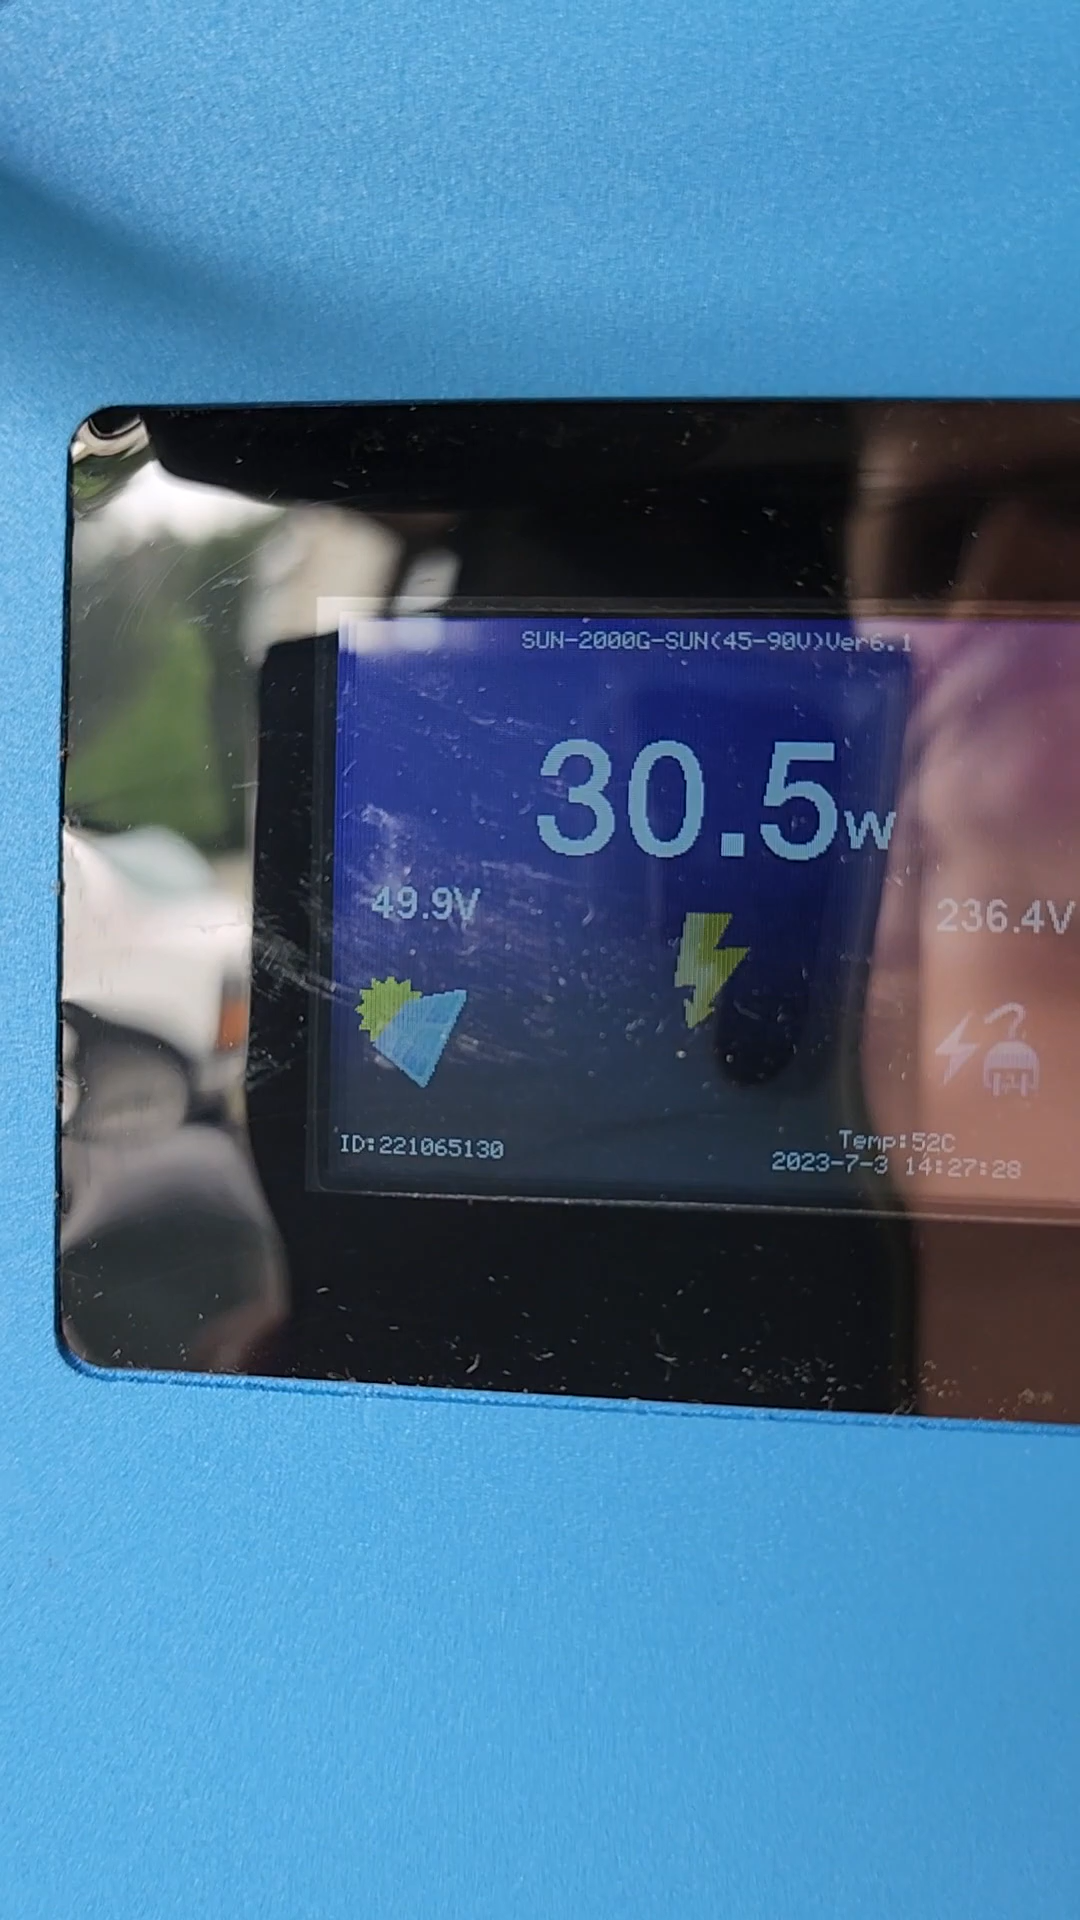 SUN-2000G-SUN(45-90V)Ver6.1
30.5W
49.9V
236.4V
ID:221065130
Temp:52C
2023-7-3 14:27:28